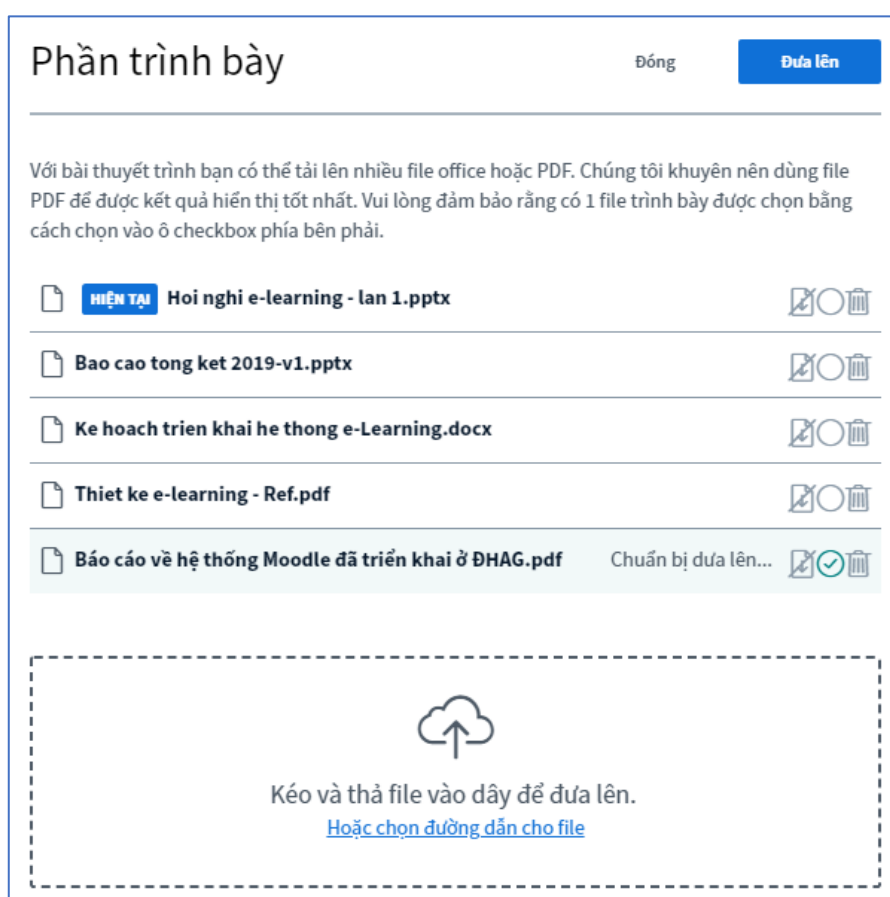 Phần trình bày
Đóng
Đưa lên
Với bài thuyết trình bạn có thể tải lên nhiều file office hoặc PDF. Chúng tôi khuyên nên dùng file
PDF để được kết quả hiển thị tốt nhất. Vui lòng đảm bảo rằng có 1 file trình bày được chọn bằng
cách chọn vào ô checkbox phía bên phải.
HIỆN TẠI Hoi nghi e-learning - lan 1.pptx
Bao cao tong ket 2019-v1.pptx
Ke hoach trien khai he thong e-Learning.docx
Thiet ke e-learning - Ref.pdf
Báo cáo về hệ thống Moodle đã triển khai ở ĐHAG.pdf Chuẩn bị dưa lên...
Kéo và thả file vào dây để đưa lên.
Hoặc chọn đường dẫn cho file